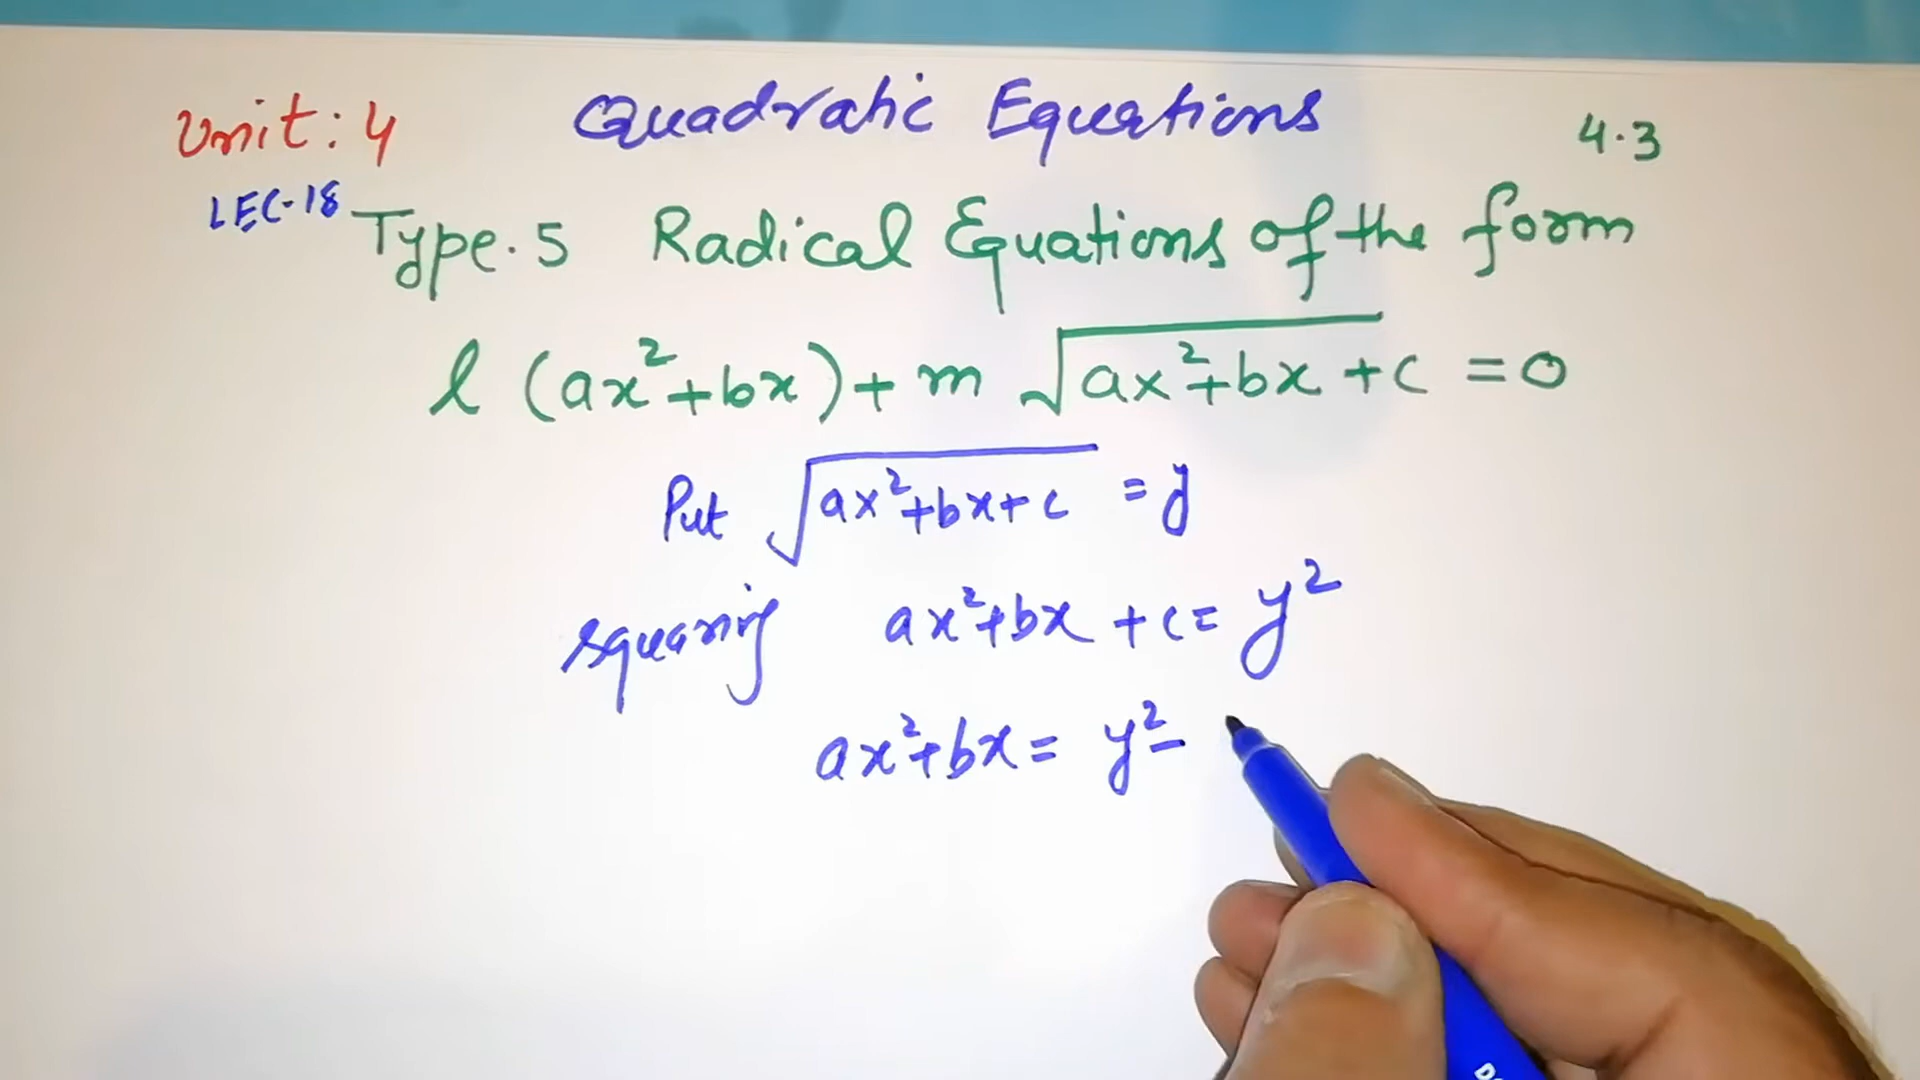 Unit: 4 Quadratic Equations 4.3
LEC-18
Type. 5 Radical Equations of the form
l (ax²+bx) + m √ax²+bx+c = 0
Put √ax²+bx+c = y
squaring ax²+bx + c = y²
ax²+bx = y² -